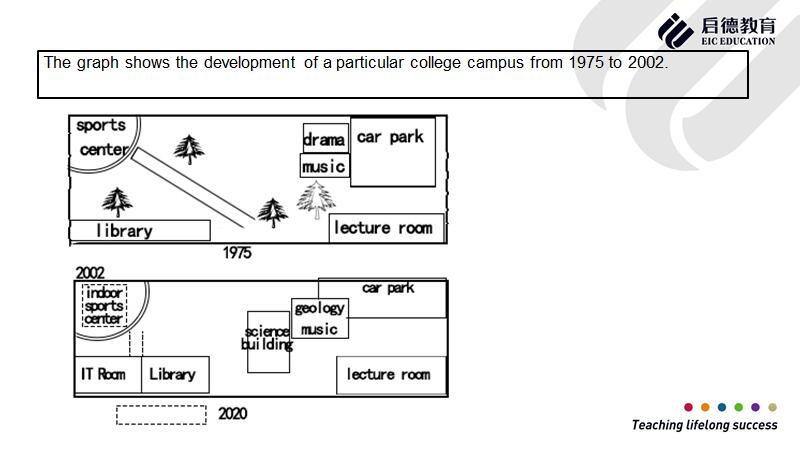 启德教育
EIC EDUCATION
The graph shows the development of a particular college campus from 1975 to 2002.
sports
center
drama
music
car park
library
lecture room
1975
2002
indoor
sports
center
car park
geology
music
science
building
IT Room
Library
lecture room
2020
Teaching lifelong success